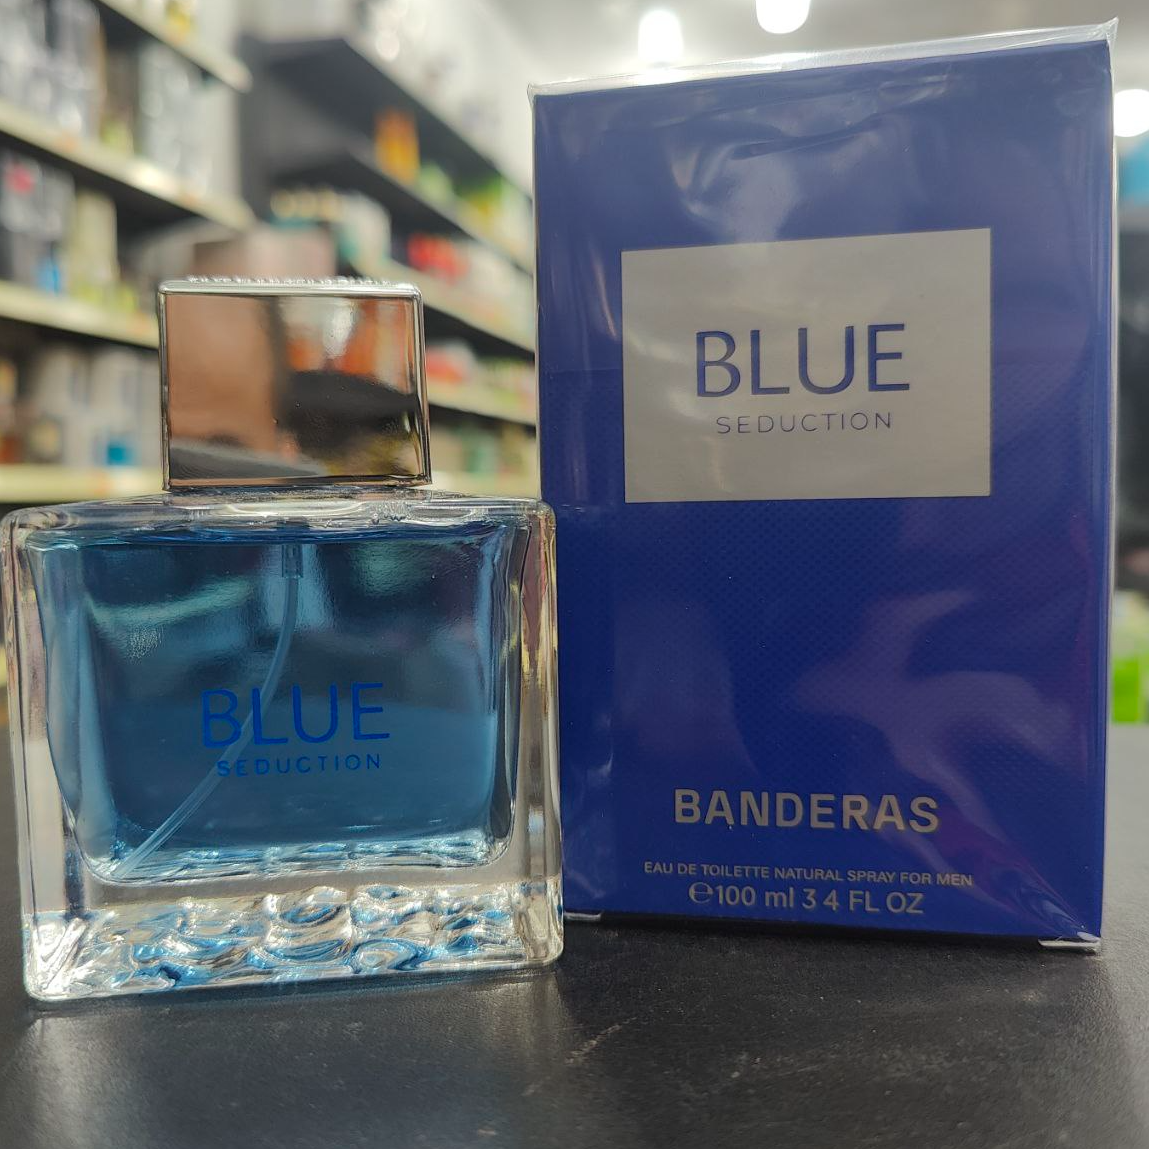 BLUE
SEDUCTION
BLUE
SEDUCTION
BANDERAS
EAU DE TOILETTE NATURAL SPRAY FOR MEN
℮100 ml 3 4 FL OZ